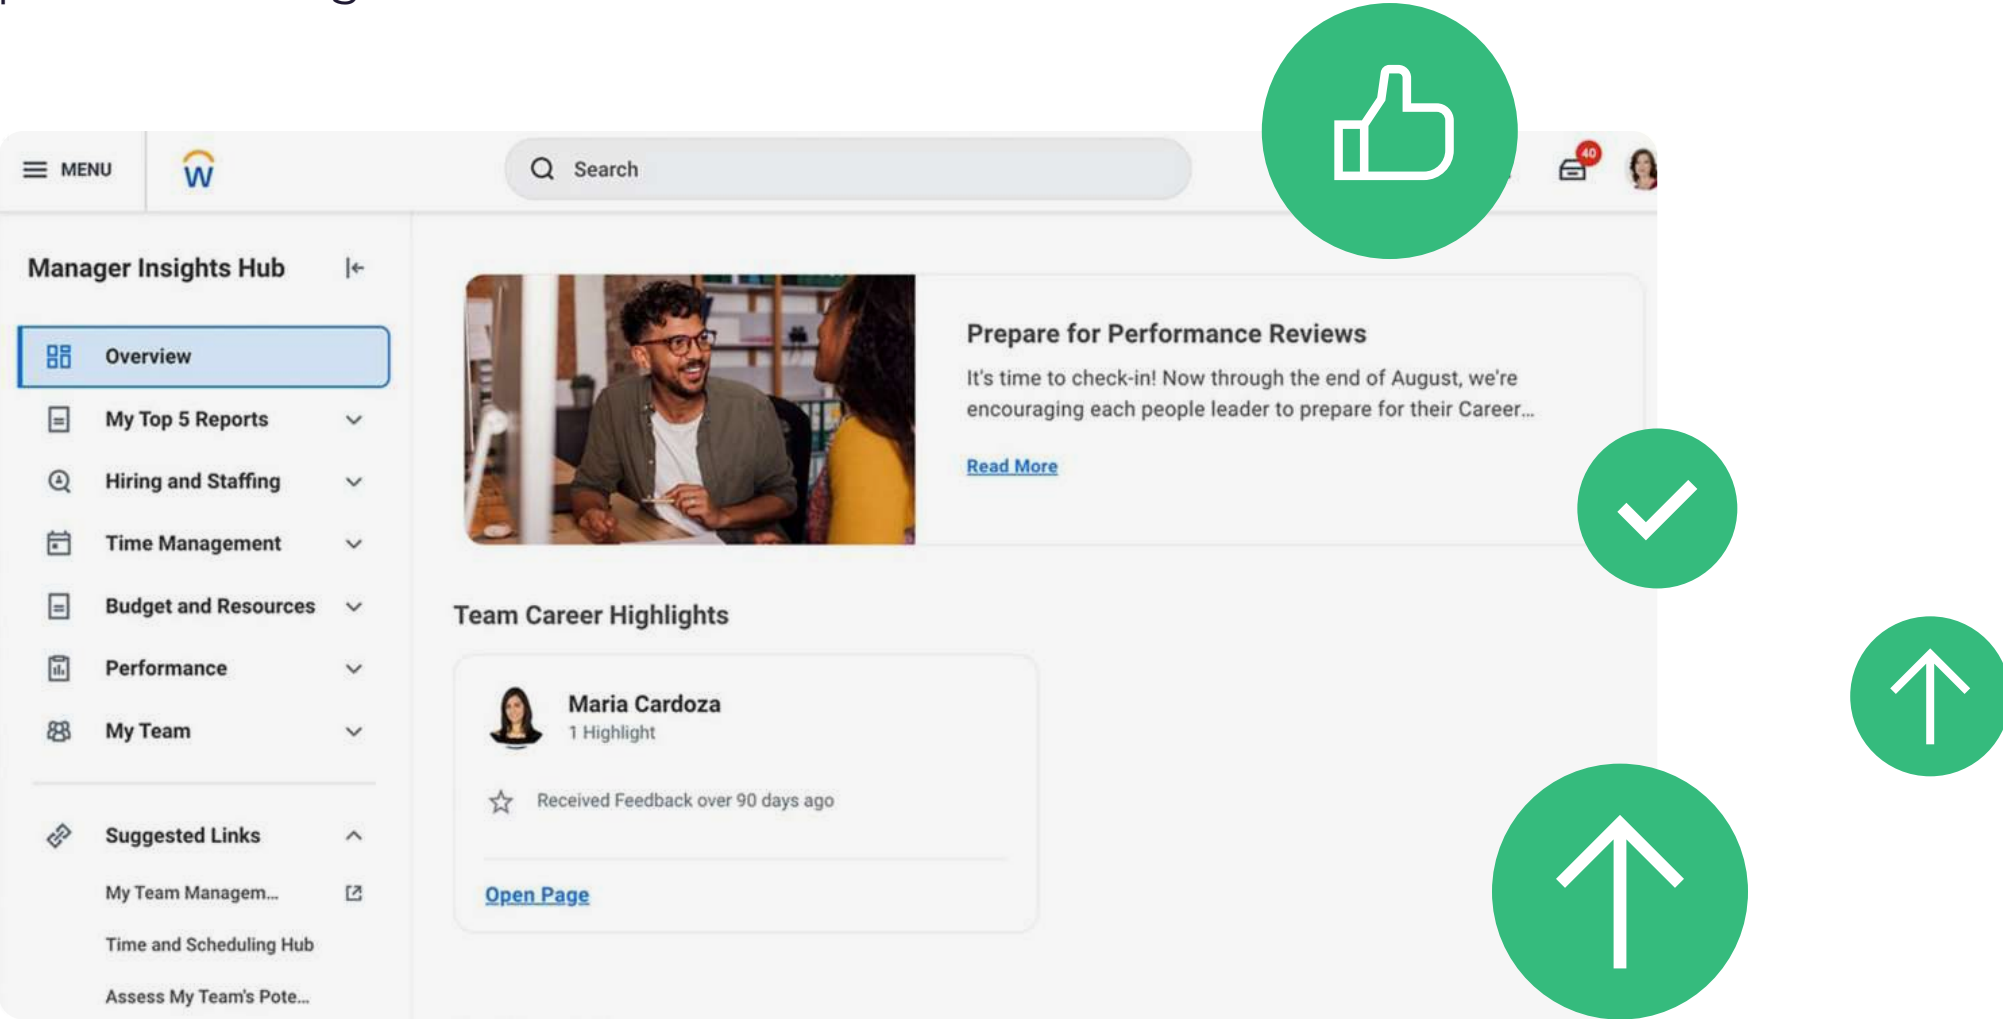 MENU
Search
40
Manager Insights Hub
Overview
My Top 5 Reports
Hiring and Staffing
Time Management
Budget and Resources
Performance
My Team
Suggested Links
My Team Managem...
Time and Scheduling Hub
Assess My Team's Pote...
Prepare for Performance Reviews
It's time to check-in! Now through the end of August, we're
encouraging each people leader to prepare for their Career...
Read More
Team Career Highlights
Maria Cardoza
1 Highlight
Received Feedback over 90 days ago
Open Page